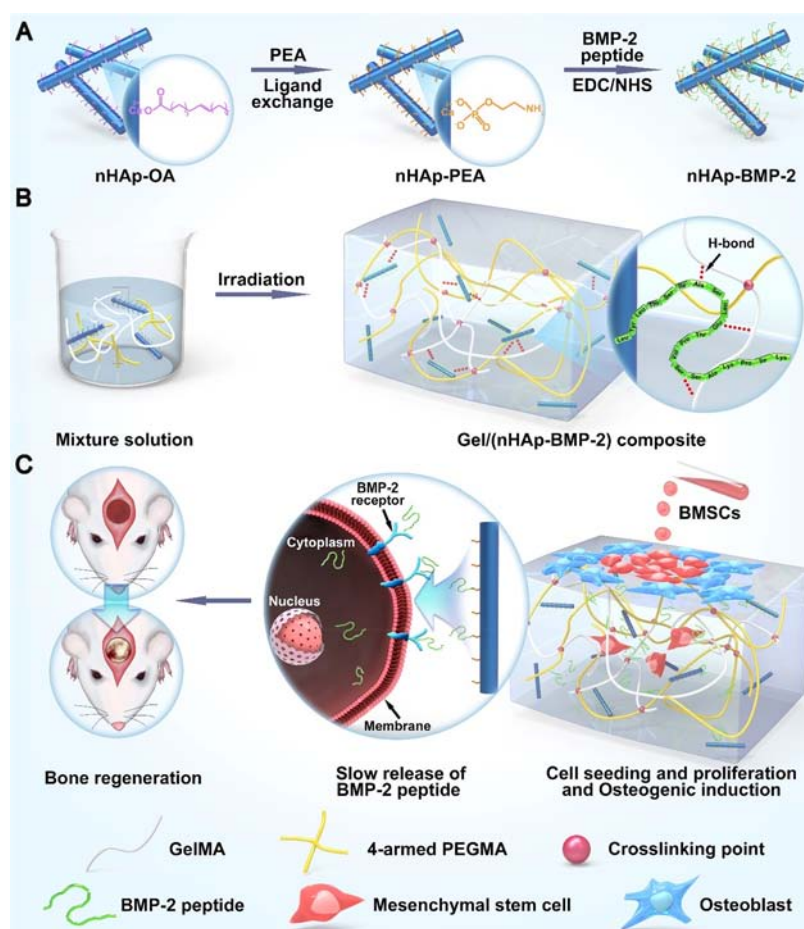 A
PEA
Ligand
exchange
BMP-2
peptide
EDC/NHS
nHAp-OA
nHAp-PEA
nHAp-BMP-2
B
Irradiation
H-bond
Mixture solution
Gel/(nHAp-BMP-2) composite
C
BMP-2
receptor
Cytoplasm
Nucleus
Membrane
BMSCs
Bone regeneration
Slow release of
BMP-2 peptide
Cell seeding and proliferation
and Osteogenic induction
GelMA
4-armed PEGMA
Crosslinking point
BMP-2 peptide
Mesenchymal stem cell
Osteoblast